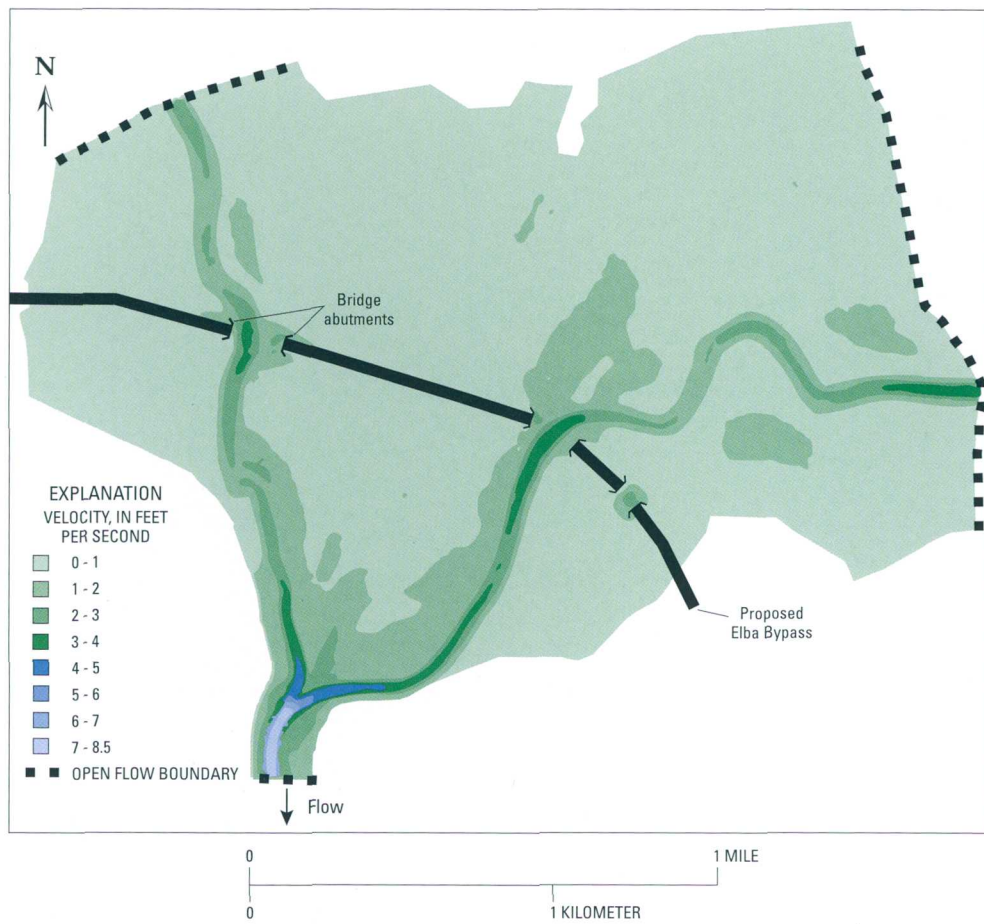 N
Bridge
abutments
EXPLANATION
VELOCITY, IN FEET
PER SECOND
0 - 1
1 - 2
2 - 3
3 - 4
4 - 5
5 - 6
6 - 7
7 - 8.5
OPEN FLOW BOUNDARY
Proposed
Elba Bypass
Flow
0 1 MILE
0 1 KILOMETER